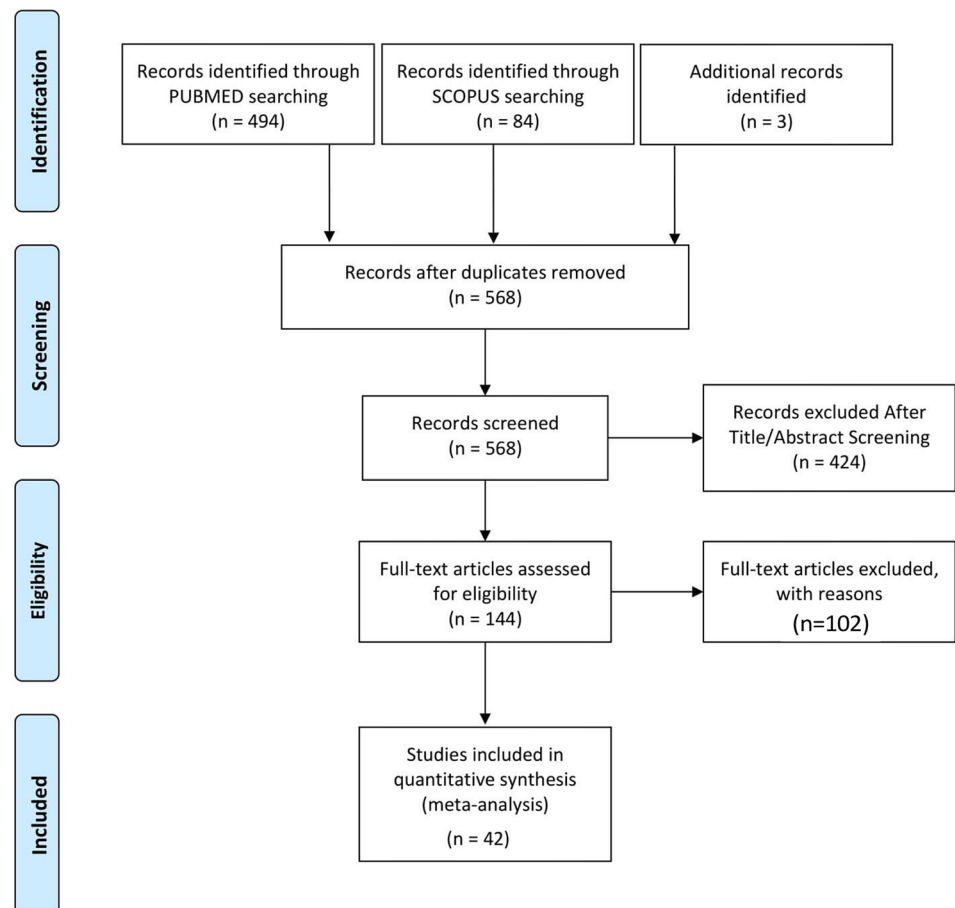 Identification
Records identified through
PUBMED searching
(n = 494)
Records identified through
SCOPUS searching
(n = 84)
Additional records
identified
(n = 3)
Screening
Records after duplicates removed
(n = 568)
Records screened
(n = 568)
Records excluded After
Title/Abstract Screening
(n = 424)
Eligibility
Full-text articles assessed
for eligibility
(n = 144)
Full-text articles excluded,
with reasons
(n=102)
Included
Studies included in
quantitative synthesis
(meta-analysis)
(n = 42)